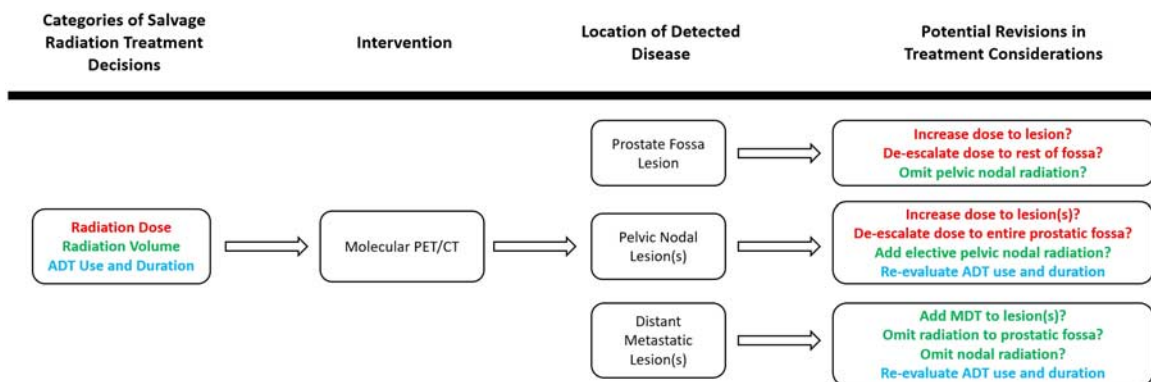 Categories of Salvage
Radiation Treatment
Decisions
Intervention
Location of Detected
Disease
Potential Revisions in
Treatment Considerations
Radiation Dose
Radiation Volume
ADT Use and Duration
Molecular PET/CT
Prostate Fossa
Lesion
Increase dose to lesion?
De-escalate dose to rest of fossa?
Omit pelvic nodal radiation?
Pelvic Nodal
Lesion(s)
Increase dose to lesion(s)?
De-escalate dose to entire prostatic fossa?
Add elective pelvic nodal radiation?
Re-evaluate ADT use and duration
Distant
Metastatic
Lesion(s)
Add MDT to lesion(s)?
Omit radiation to prostatic fossa?
Omit nodal radiation?
Re-evaluate ADT use and duration